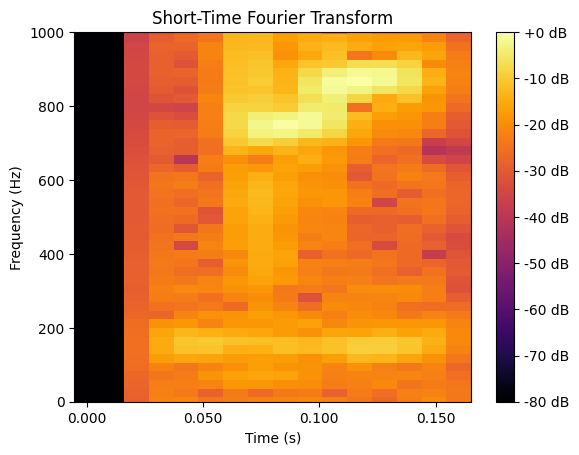 Short-Time Fourier Transform
1000
800
600
400
200
0
Frequency (Hz)
0.000
0.050
0.100
0.150
Time (s)
+0 dB
-10 dB
-20 dB
-30 dB
-40 dB
-50 dB
-60 dB
-70 dB
-80 dB